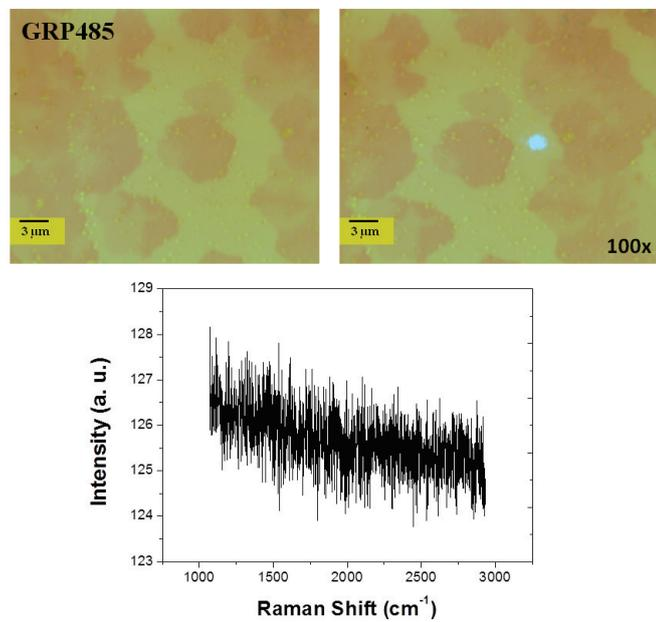 GRP485
3 μm
3 μm
100x
129
128
127
126
125
124
123
Intensity (a. u.)
1000 1500 2000 2500 3000
Raman Shift (cm⁻¹)